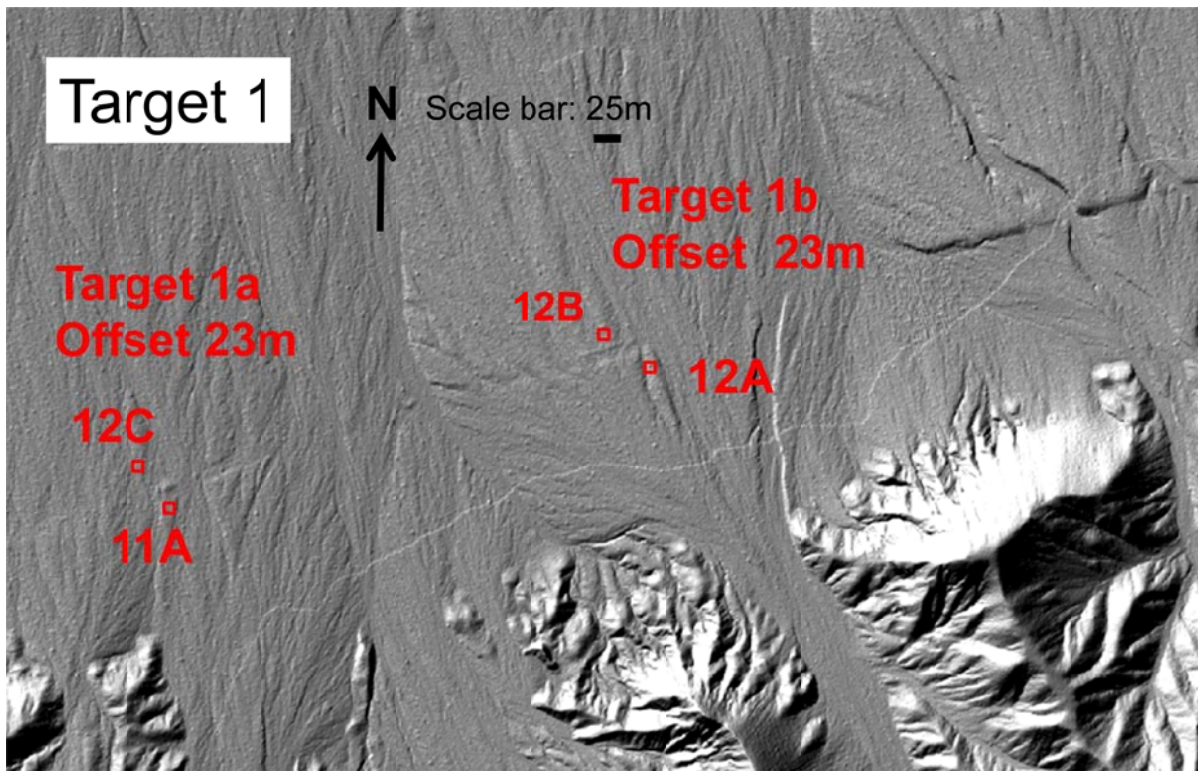 Target 1
N
Scale bar: 25m
Target 1b
Offset 23m
Target 1a
Offset 23m
12B
12A
12C
11A